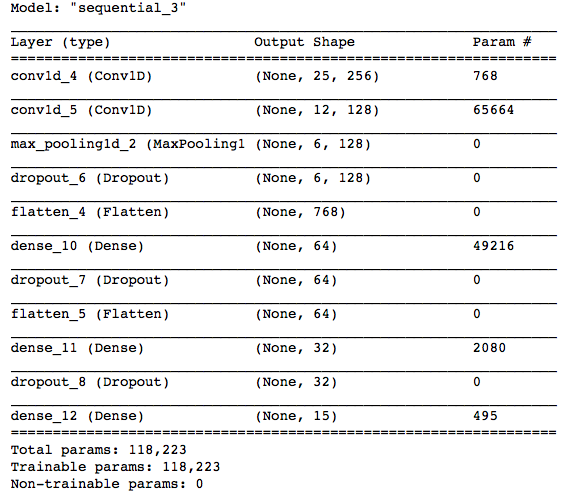 Model: "sequential_3"
Layer (type) Output Shape Param #
conv1d_4 (Conv1D) (None, 25, 256) 768
conv1d_5 (Conv1D) (None, 12, 128) 65664
max_pooling1d_2 (MaxPooling1 (None, 6, 128) 0
dropout_6 (Dropout) (None, 6, 128) 0
flatten_4 (Flatten) (None, 768) 0
dense_10 (Dense) (None, 64) 49216
dropout_7 (Dropout) (None, 64) 0
flatten_5 (Flatten) (None, 64) 0
dense_11 (Dense) (None, 32) 2080
dropout_8 (Dropout) (None, 32) 0
dense_12 (Dense) (None, 15) 495
Total params: 118,223
Trainable params: 118,223
Non-trainable params: 0